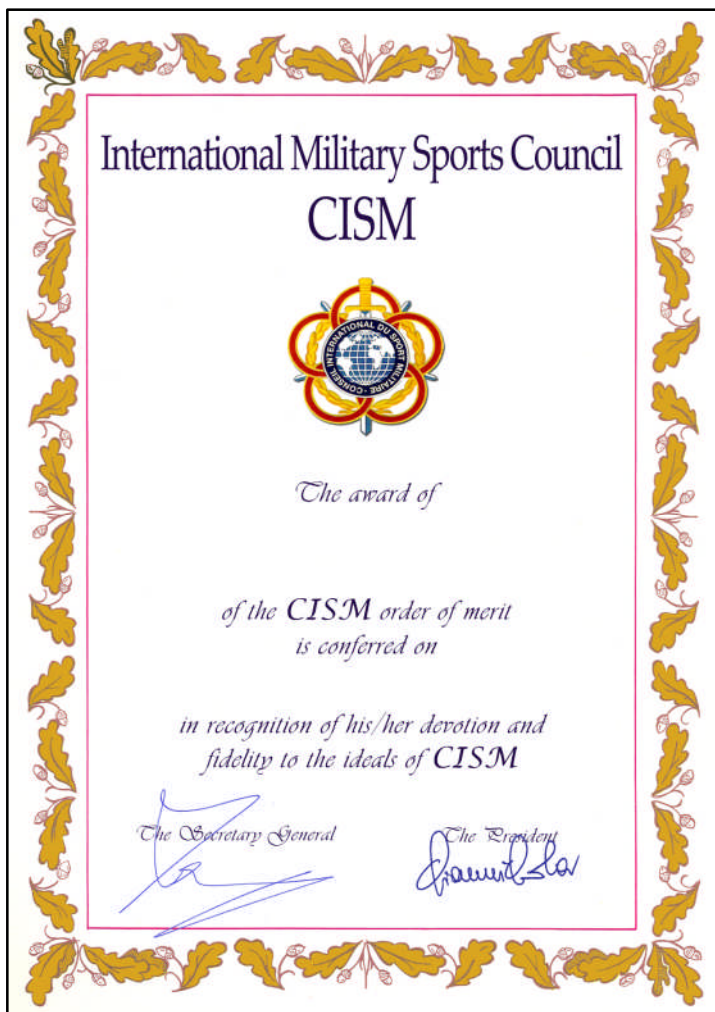 International Military Sports Council
CISM
CONSEIL INTERNATIONAL DU SPORT MILITAIRE -
The award of
of the CISM order of merit
is conferred on
in recognition of his/her devotion and
fidelity to the ideals of CISM
The Secretary General
The President